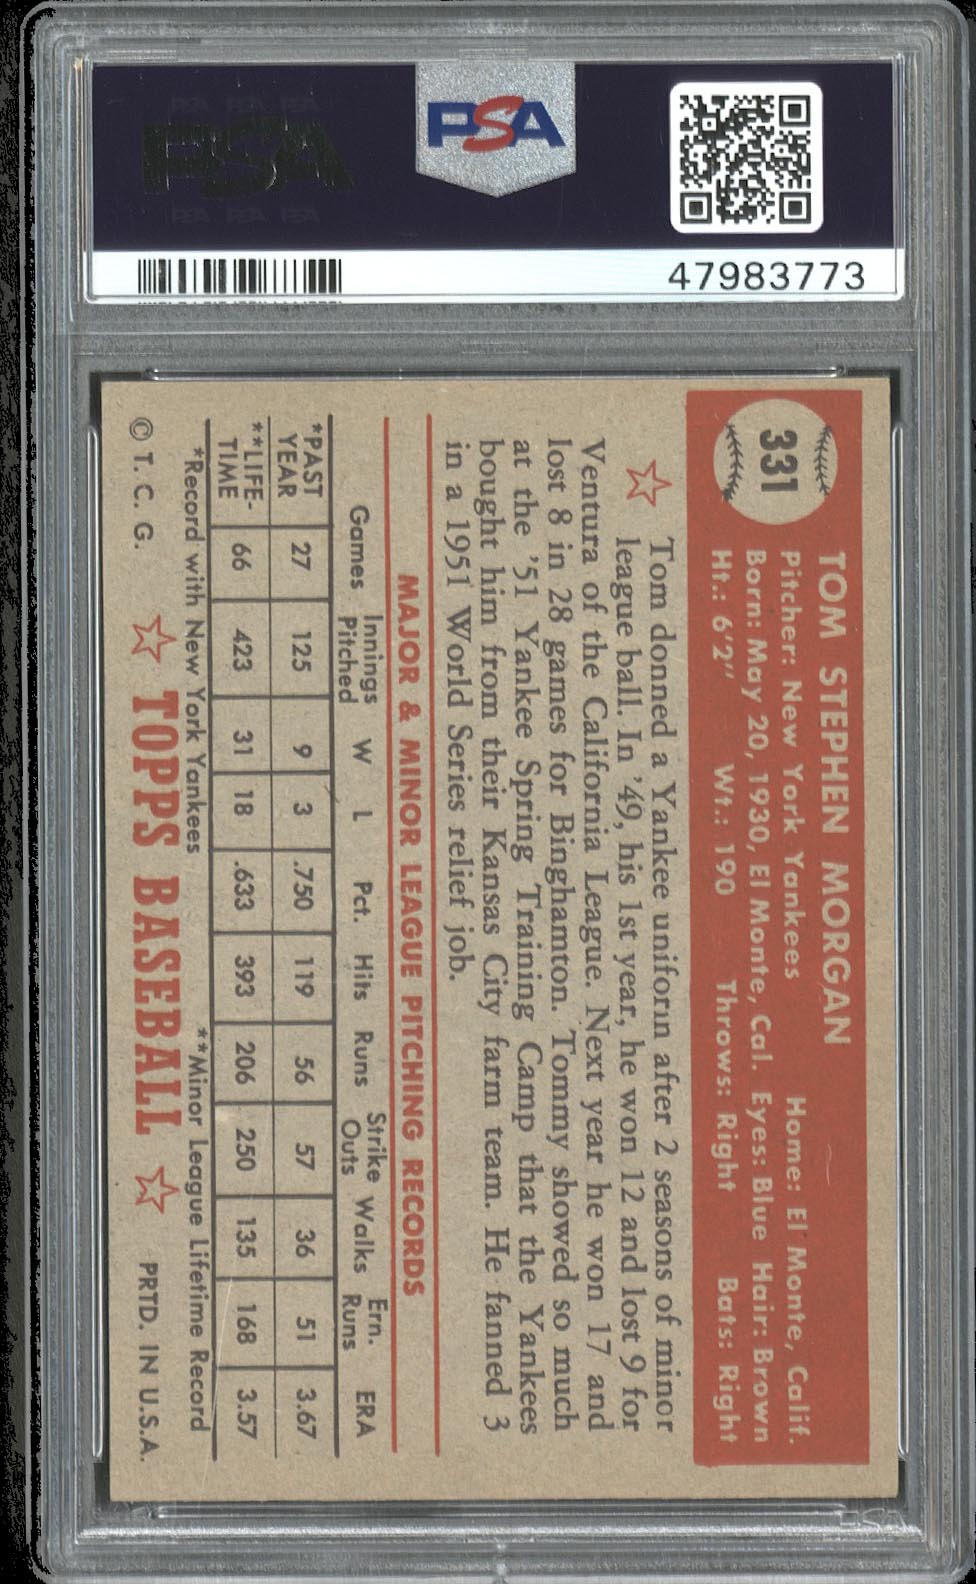 PSA
47983773
331
TOM STEPHEN MORGAN
Pitcher: New York Yankees Home: El Monte, Calif.
Born: May 20, 1930, El Monte, Cal. Eyes: Blue Hair: Brown
Ht.: 6'2" Wt.: 190 Throws: Right Bats: Right
Tom donned a Yankee uniform after 2 seasons of minor
league ball. In '49, his 1st year, he won 12 and lost 9 for
Ventura of the California League. Next year he won 17 and
lost 8 in 28 games for Binghamton. Tommy showed so much
at the '51 Yankee Spring Training Camp that the Yankees
bought him from their Kansas City farm team. He fanned 3
in a 1951 World Series relief job.
MAJOR & MINOR LEAGUE PITCHING RECORDS
Games Innings Pitched W L Pct. Hits Runs Strike Outs Walks Ern. Runs ERA
*PAST YEAR 27 125 9 3 .750 119 56 57 36 51 3.67
**LIFE-TIME 66 423 31 18 .633 393 206 250 135 168 3.57
*Record with New York Yankees **Minor League Lifetime Record
© T. C. G. TOPPS BASEBALL PRTD. IN U.S.A.